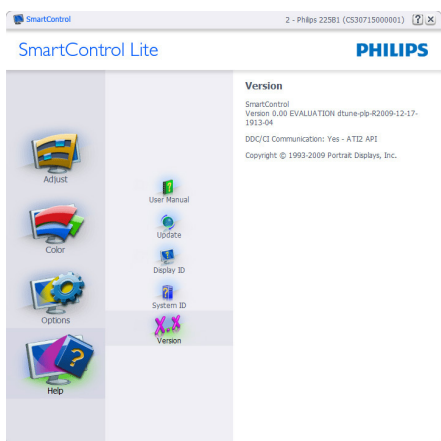 SmartControl
2 - Philips 225B1 (CS30715000001) ? x
SmartControl Lite
PHILIPS
Adjust
Color
Options
Help
User Manual
Update
Display ID
System ID
X.X
Version
Version
SmartControl
Version 0.00 EVALUATION dtune-plp-R2009-12-17-
1913-04
DDC/CI Communication: Yes - ATI2 API
Copyright © 1993-2009 Portrait Displays, Inc.